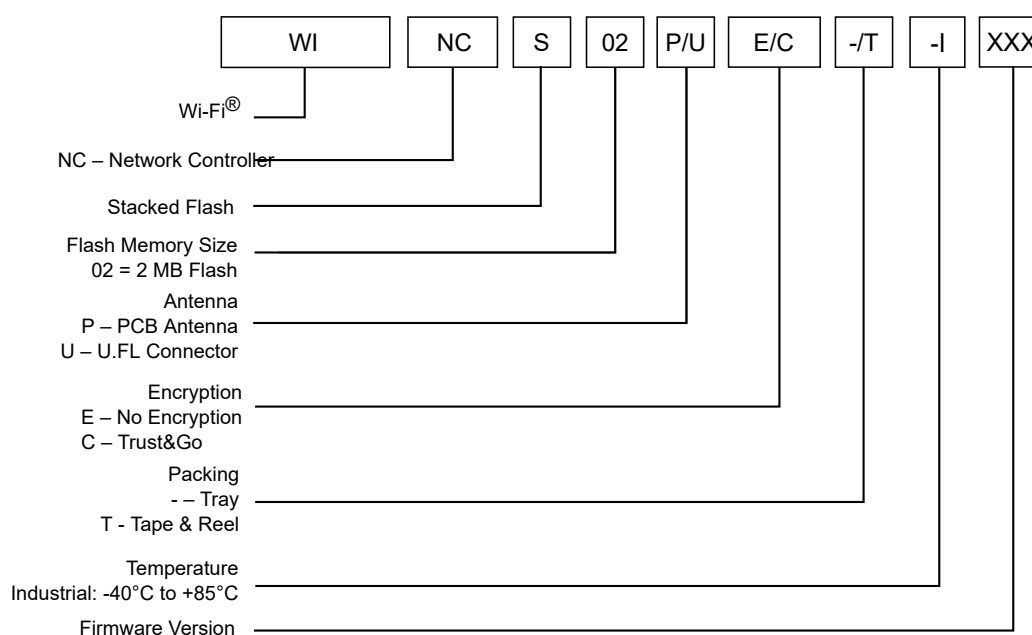 WI NC S 02 P/U E/C -/T -I XXX
Wi-Fi®
NC – Network Controller
Stacked Flash
Flash Memory Size
02 = 2 MB Flash
Antenna
P – PCB Antenna
U – U.FL Connector
Encryption
E – No Encryption
C – Trust&Go
Packing
- – Tray
T - Tape & Reel
Temperature
Industrial: -40°C to +85°C
Firmware Version